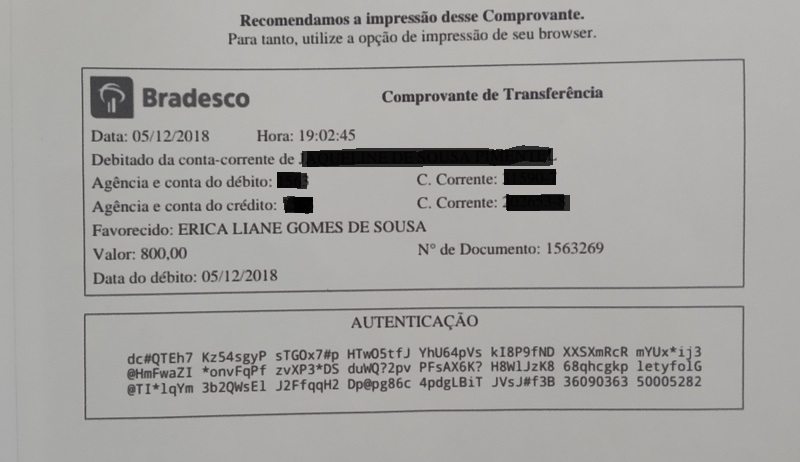 Recomendamos a impressão desse Comprovante.
Para tanto, utilize a opção de impressão de seu browser.
Bradesco
Comprovante de Transferência
Data: 05/12/2018 Hora: 19:02:45
Debitado da conta-corrente de
Agência e conta do débito: C. Corrente:
Agência e conta do crédito: C. Corrente:
Favorecido: ERICA LIANE GOMES DE SOUSA
Valor: 800,00 N° de Documento: 1563269
Data do débito: 05/12/2018
AUTENTICAÇÃO
dc#QTEh7 Kz54sgyP sTGOx7#p HTwO5tfJ YhU64pVs kI8P9fND XXSXmRcR mYUx*ij3
@HmFwaZI *onvFqPf zvXP3*DS duWQ?2pv PFsAX6K? H8WlJzK8 68qhcgkp letyfolG
@TI*lqYm 3b2QWsEl J2FfqqH2 Dp@pg86c 4pdgLBiT JVsJ#f3B 36090363 50005282